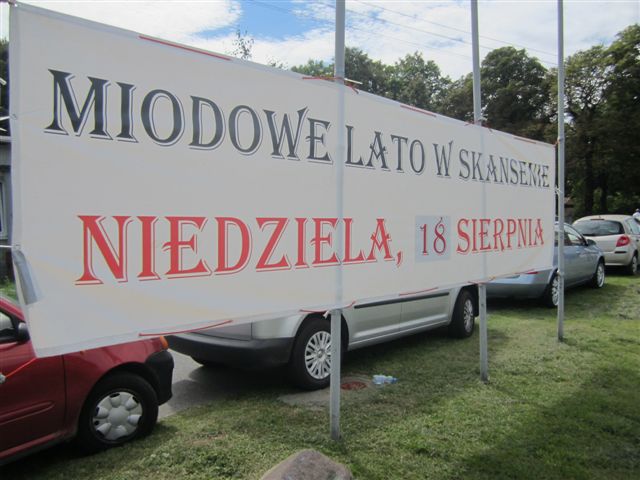 MIODOWE LATO W SKANSENIE
NIEDZIELA, 18 SIERPNIA